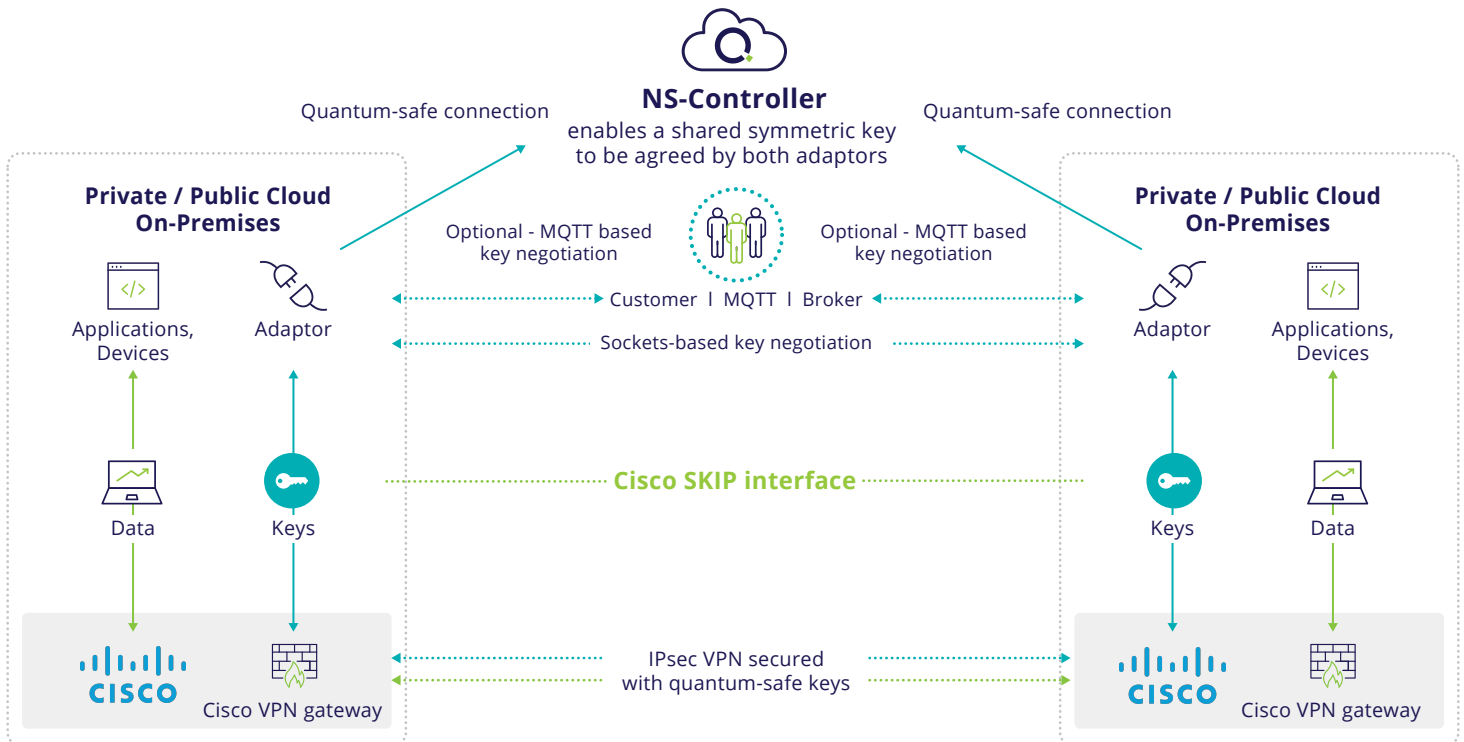 Q
NS-Controller
enables a shared symmetric key
to be agreed by both adaptors
Quantum-safe connection
Quantum-safe connection
Private / Public Cloud
On-Premises
</>
Applications,
Devices
Adaptor
Data
Keys
CISCO
Cisco VPN gateway
Optional - MQTT based
key negotiation
Optional - MQTT based
key negotiation
Customer l MQTT l Broker
Sockets-based key negotiation
Cisco SKIP interface
IPsec VPN secured
with quantum-safe keys
Private / Public Cloud
On-Premises
Adaptor
</>
Applications,
Devices
Keys
Data
CISCO
Cisco VPN gateway